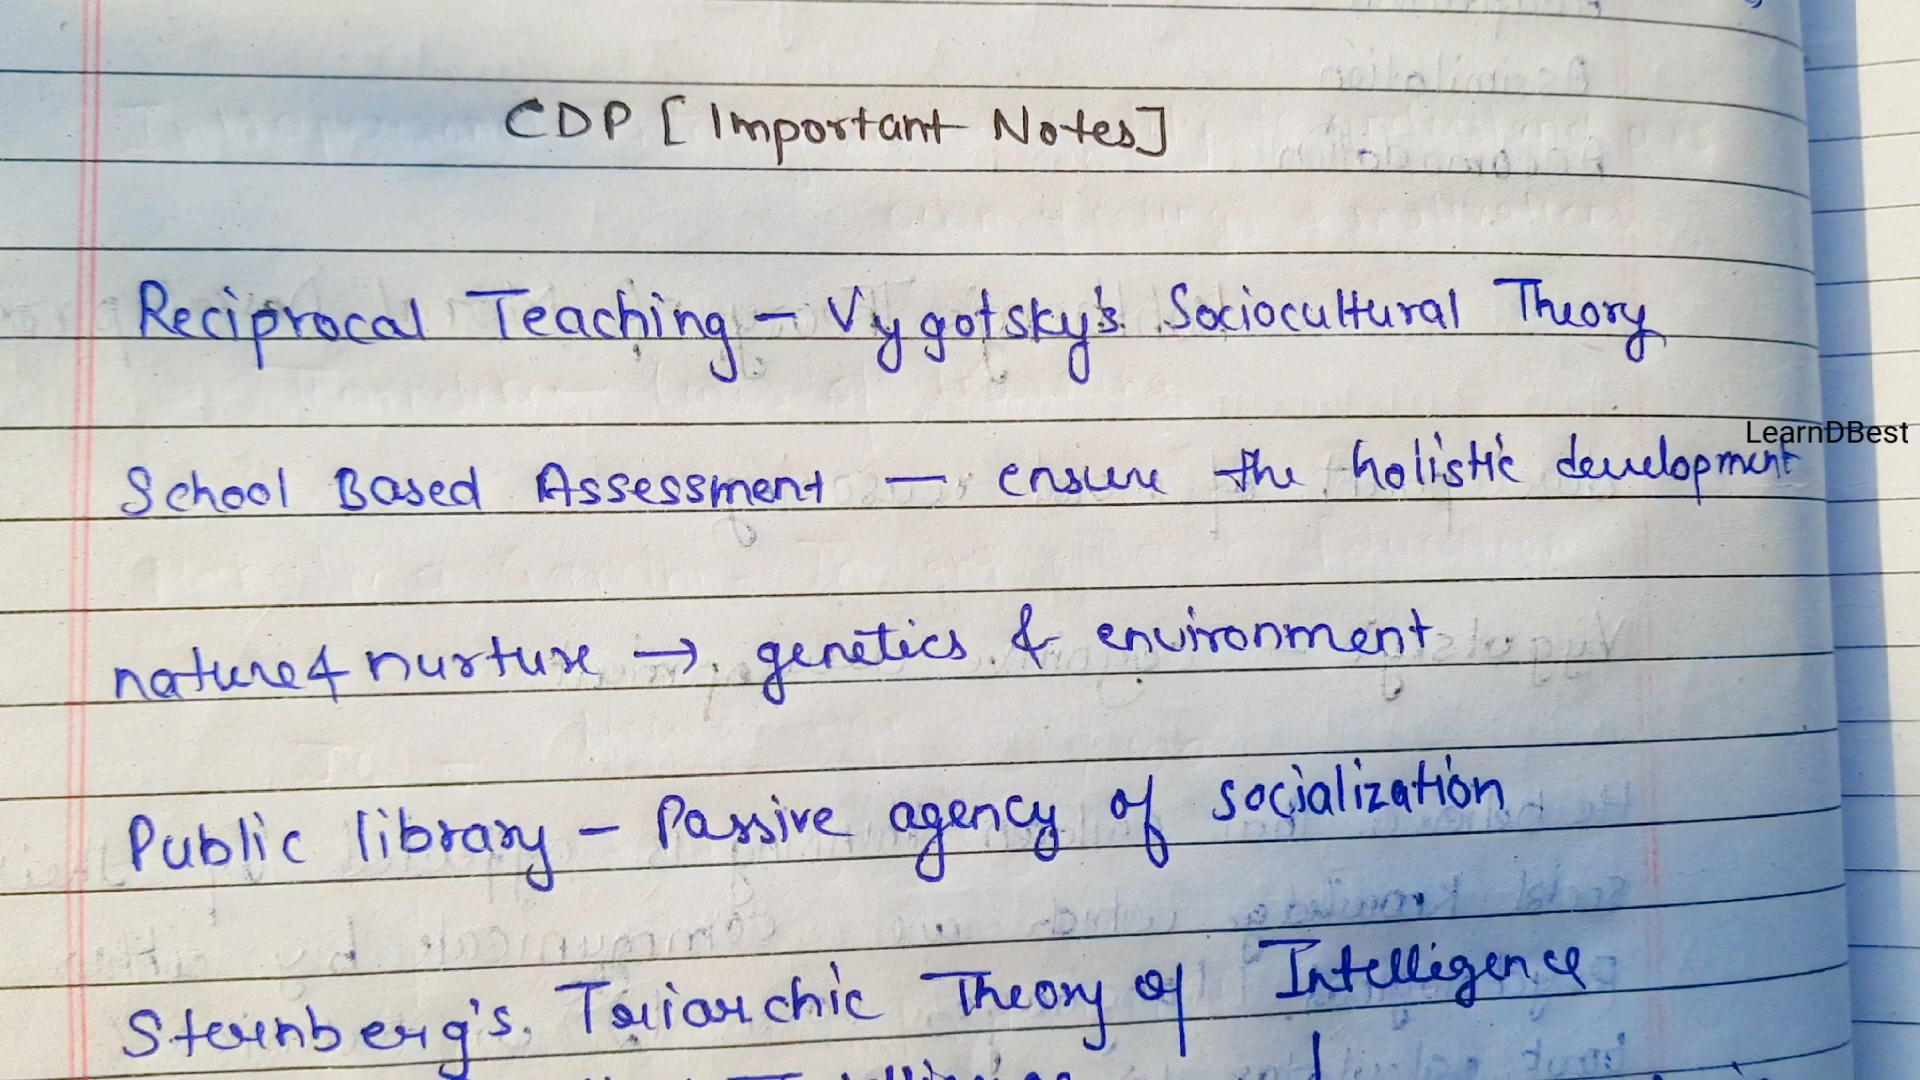 CDP [Important Notes]
Reciprocal Teaching - Vygotsky's Sociocultural Theory
LearnDBest
School Based Assessment - ensure the holistic development
nature & nurture → genetics & environment
Public library - Passive agency of socialization
Sternberg's Triarchic Theory of Intelligence